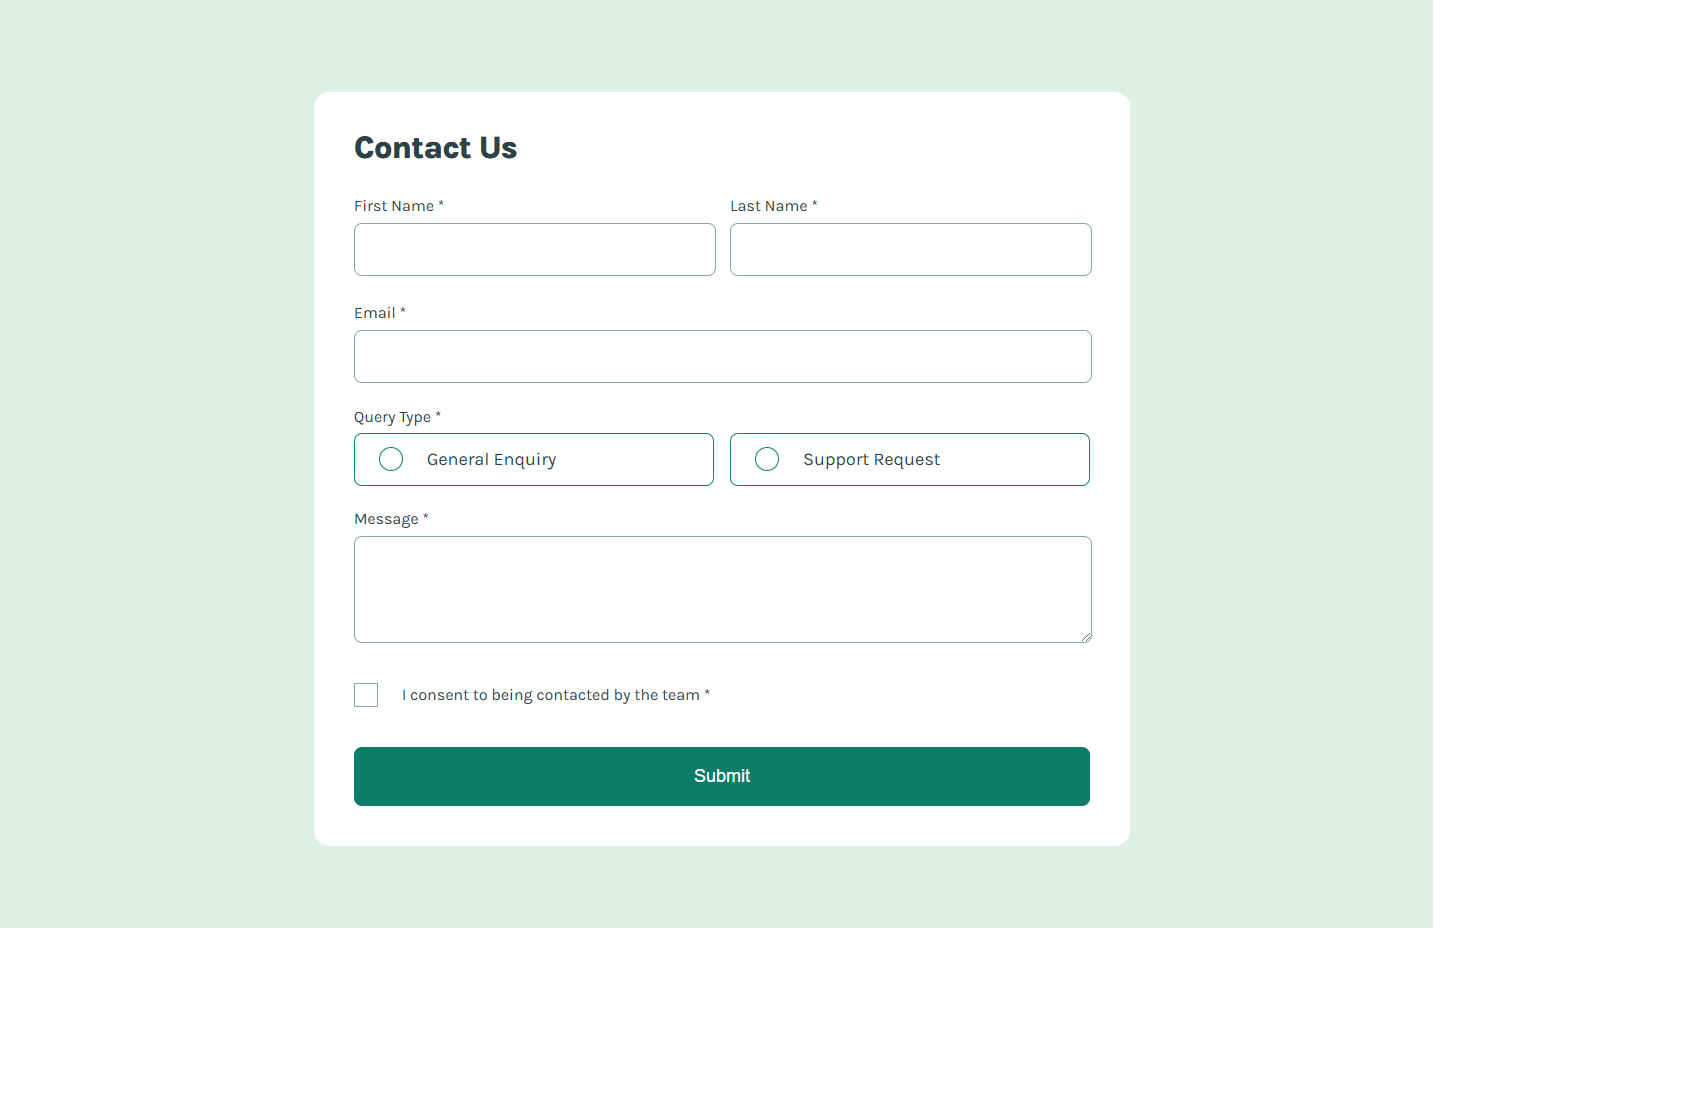 Contact Us
First Name * Last Name *
Email *
Query Type *
General Enquiry Support Request
Message *
I consent to being contacted by the team *
Submit